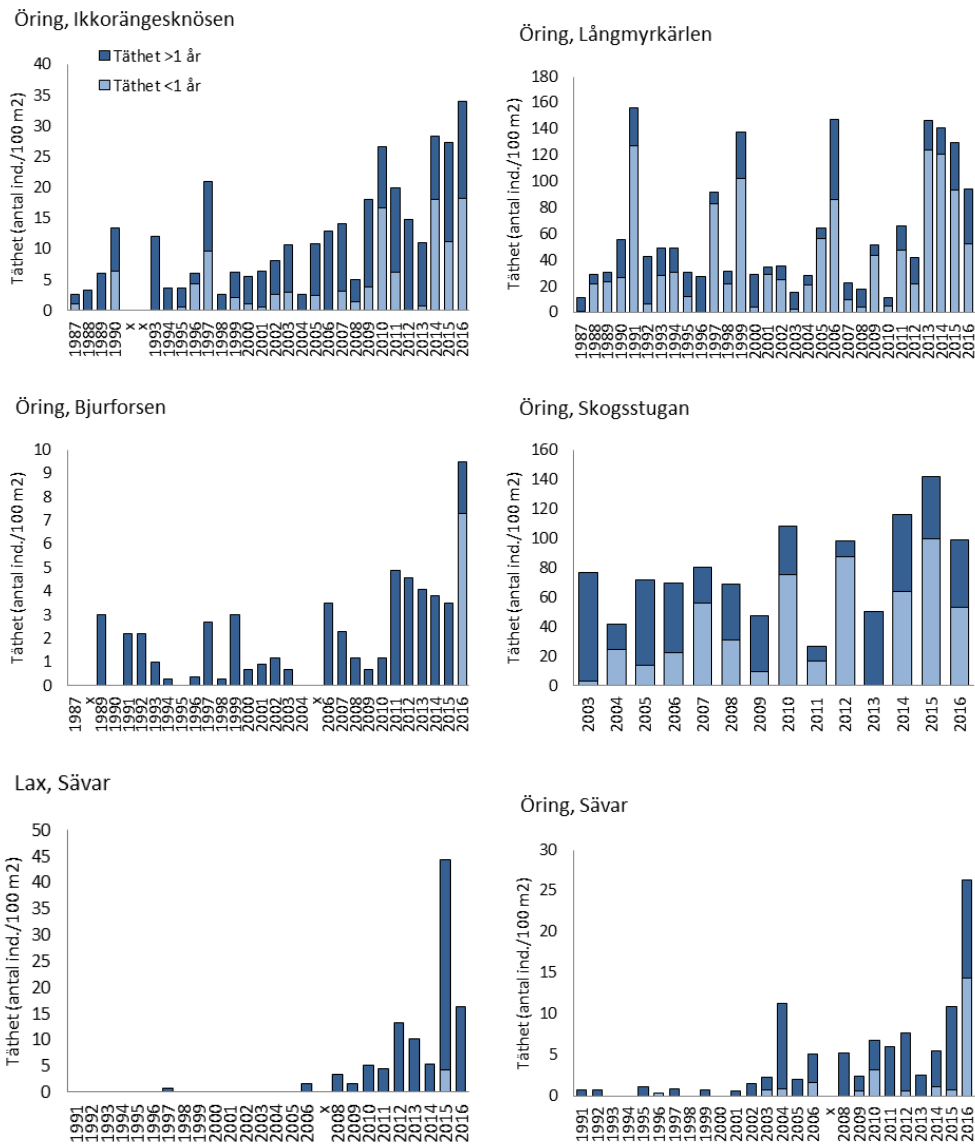 Öring, Ikkorängesknösen
Täthet (antal ind./100 m2)
40
35
30
25
20
15
10
5
0
Täthet >1 år
Täthet <1 år
1987 1988 1989 1990 x x 1993 1994 1995 1996 1997 1998 1999 2000 2001 2002 2003 2004 2005 2006 2007 2008 2009 2010 2011 2012 2013 2014 2015 2016
Öring, Långmyrkärlen
Täthet (antal ind./100 m2)
180
160
140
120
100
80
60
40
20
0
1987 1988 1989 1990 1991 1992 1993 1994 1995 1996 1997 1998 1999 2000 2001 2002 2003 2004 2005 2006 2007 2008 2009 2010 2011 2012 2013 2014 2015 2016
Öring, Bjurforsen
Täthet (antal ind./100 m2)
10
9
8
7
6
5
4
3
2
1
0
1987 x 1989 1990 1991 1992 1993 1994 1995 1996 1997 1998 1999 2000 2001 2002 2003 2004 x 2006 2007 2008 2009 2010 2011 2012 2013 2014 2015 2016
Öring, Skogsstugan
Täthet (antal ind./100 m2)
160
140
120
100
80
60
40
20
0
2003 2004 2005 2006 2007 2008 2009 2010 2011 2012 2013 2014 2015 2016
Lax, Sävar
Täthet (antal ind./100 m2)
50
45
40
35
30
25
20
15
10
5
0
1991 1992 1993 1994 1995 1996 1997 1998 1999 2000 2001 2002 2003 2004 2005 2006 x 2008 2009 2010 2011 2012 2013 2014 2015 2016
Öring, Sävar
Täthet (antal ind./100 m2)
30
25
20
15
10
5
0
1991 1992 1993 1994 1995 1996 1997 1998 1999 2000 2001 2002 2003 2004 2005 2006 x 2008 2009 2010 2011 2012 2013 2014 2015 2016